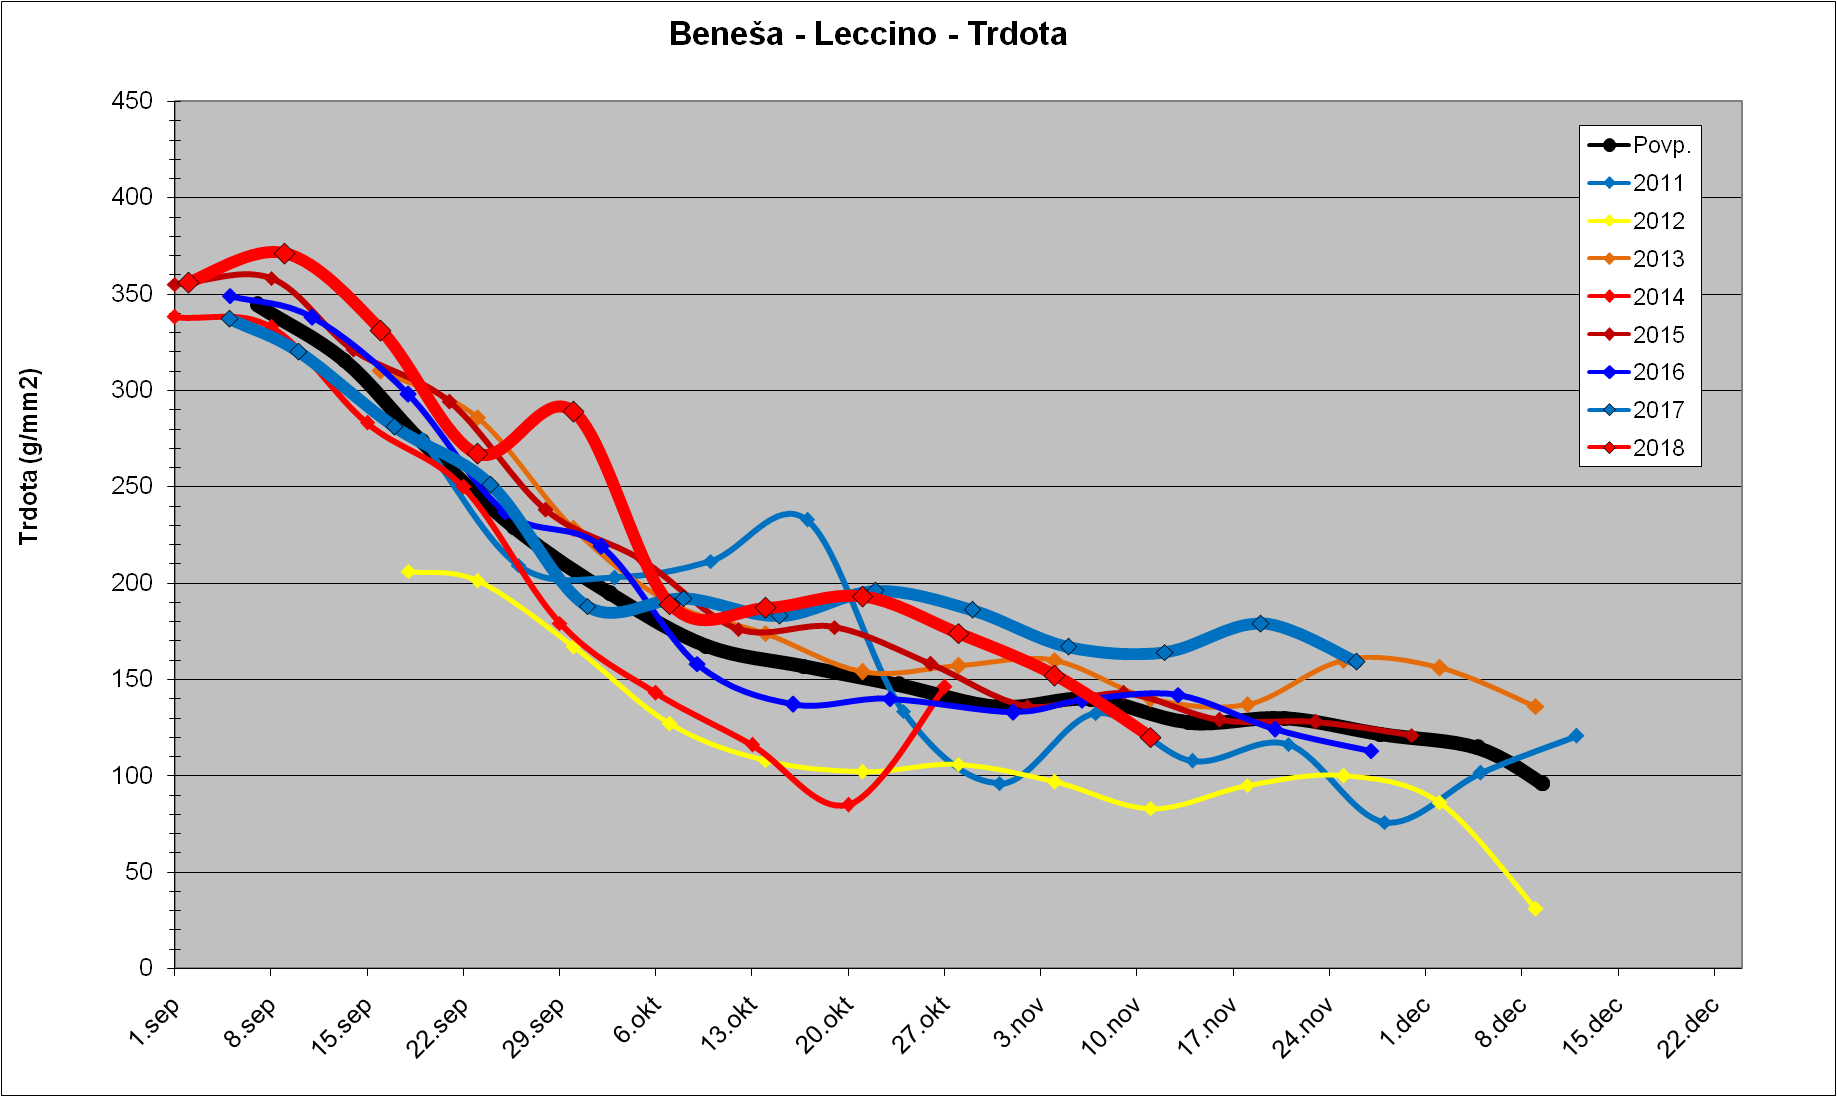 Beneša - Leccino - Trdota
Trdota (g/mm2)
450
400
350
300
250
200
150
100
50
0
Povp.
2011
2012
2013
2014
2015
2016
2017
2018
1.sep
8.sep
15.sep
22.sep
29.sep
6.okt
13.okt
20.okt
27.okt
3.nov
10.nov
17.nov
24.nov
1.dec
8.dec
15.dec
22.dec